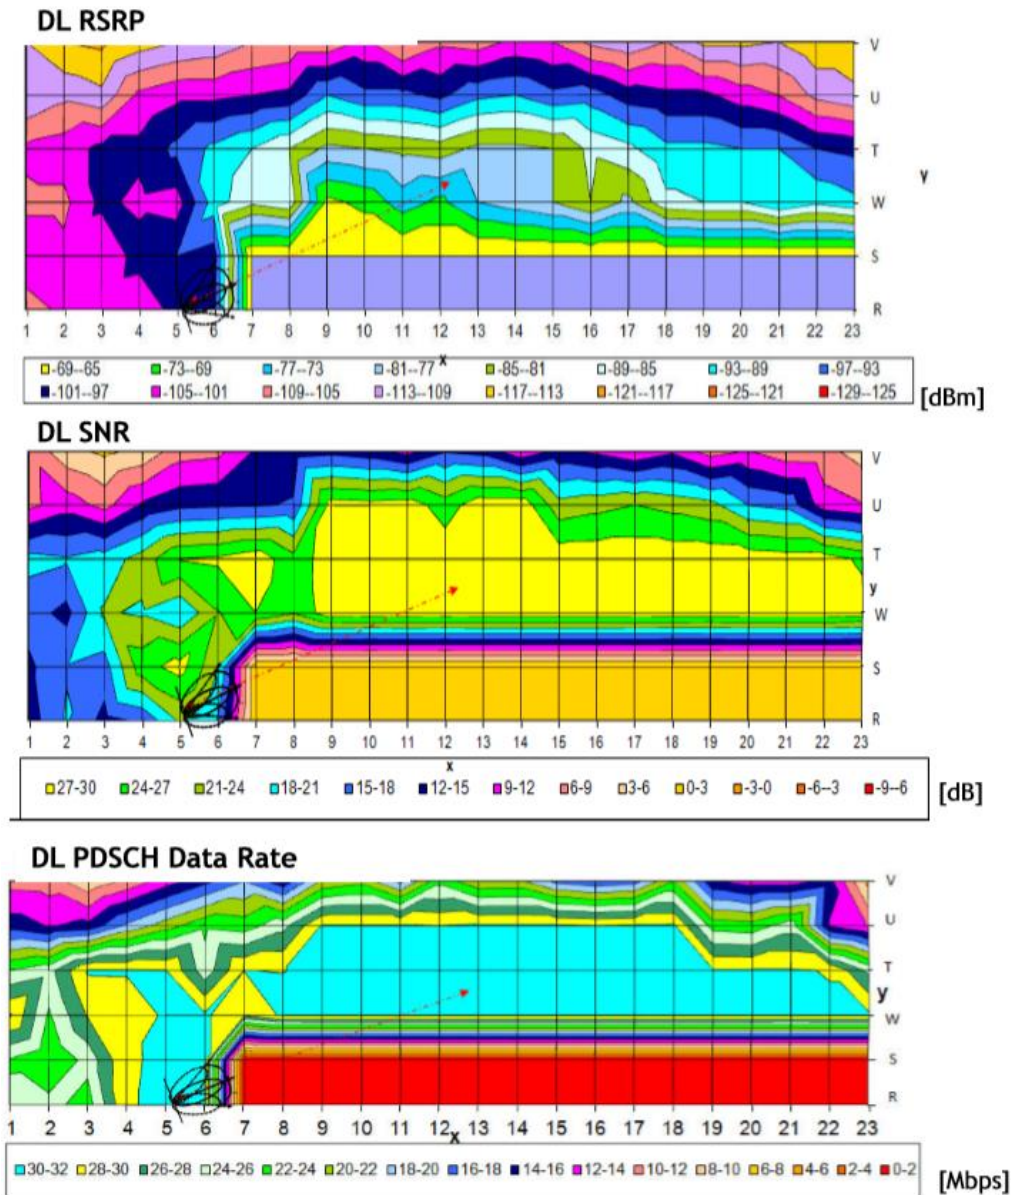 DL RSRP
V
U
T
y
W
S
R
1 2 3 4 5 6 7 8 9 10 11 12 13 14 15 16 17 18 19 20 21 22 23
x
-69--65 -73--69 -77--73 -81--77 -85--81 -89--85 -93--89 -97--93
-101--97 -105--101 -109--105 -113--109 -117--113 -121--117 -125--121 -129--125
[dBm]
DL SNR
V
U
T
y
W
S
R
1 2 3 4 5 6 7 8 9 10 11 12 13 14 15 16 17 18 19 20 21 22 23
x
27-30 24-27 21-24 18-21 15-18 12-15 9-12 6-9 3-6 0-3 -3-0 -6--3 -9--6
[dB]
DL PDSCH Data Rate
V
U
T
y
W
S
R
1 2 3 4 5 6 7 8 9 10 11 12 13 14 15 16 17 18 19 20 21 22 23
x
30-32 28-30 26-28 24-26 22-24 20-22 18-20 16-18 14-16 12-14 10-12 8-10 6-8 4-6 2-4 0-2
[Mbps]